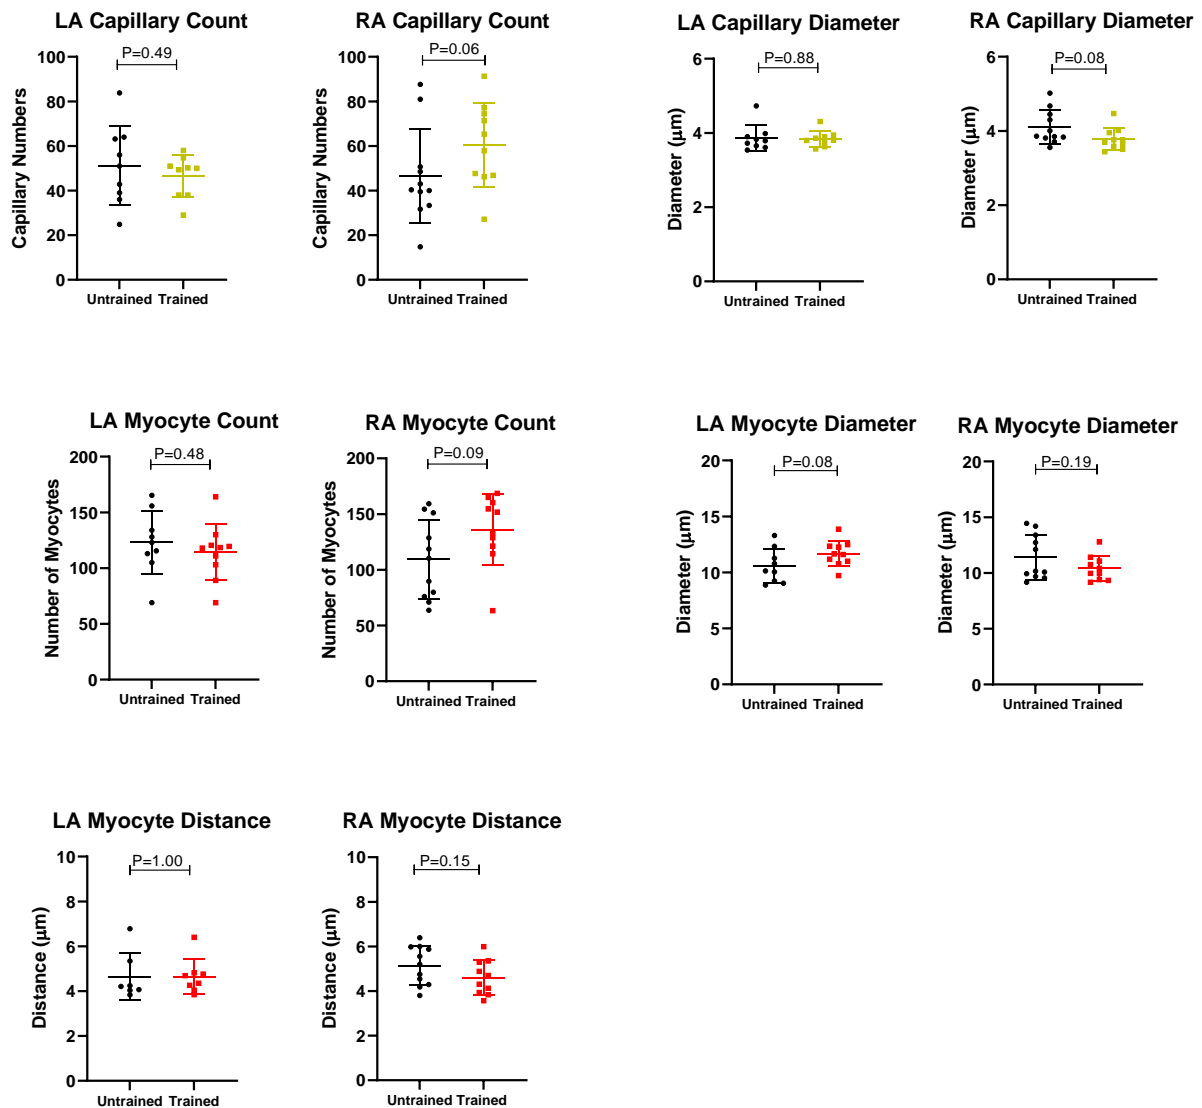 LA Capillary Count
P=0.49
Capillary Numbers
100
80
60
40
20
0
Untrained Trained
RA Capillary Count
P=0.06
Capillary Numbers
100
80
60
40
20
0
Untrained Trained
LA Capillary Diameter
P=0.88
Diameter (μm)
6
4
2
0
Untrained Trained
RA Capillary Diameter
P=0.08
Diameter (μm)
6
4
2
0
Untrained Trained
LA Myocyte Count
P=0.48
Number of Myocytes
200
150
100
50
0
Untrained Trained
RA Myocyte Count
P=0.09
Number of Myocytes
200
150
100
50
0
Untrained Trained
LA Myocyte Diameter
P=0.08
Diameter (μm)
20
15
10
5
0
Untrained Trained
RA Myocyte Diameter
P=0.19
Diameter (μm)
20
15
10
5
0
Untrained Trained
LA Myocyte Distance
P=1.00
Distance (μm)
10
8
6
4
2
0
Untrained Trained
RA Myocyte Distance
P=0.15
Distance (μm)
10
8
6
4
2
0
Untrained Trained